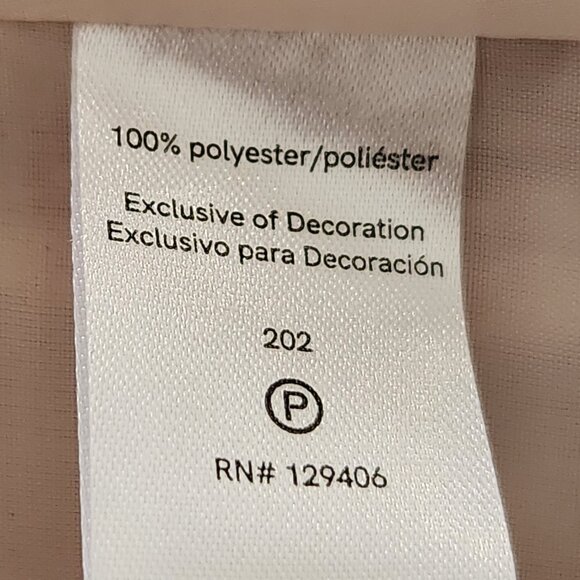 100% polyester/poliéster
Exclusive of Decoration
Exclusivo para Decoración
202
P
RN# 129406